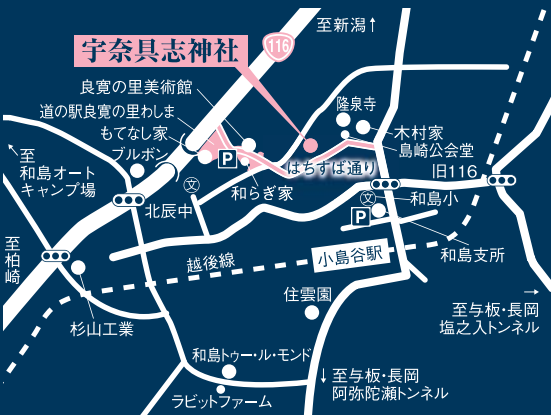 至新潟↑
116
宇奈具志神社
良寛の里美術館
道の駅良寛の里わしま
もてなし家
ブルボン
隆泉寺
木村家
島崎公会堂
↖至
和島オート
キャンプ場
P
はちすば通り
旧116
文
和らぎ家
文
和島小
北辰中
P
至柏崎
和島支所
越後線
小島谷駅
住雲園
→
至与板・長岡
塩之入トンネル
杉山工業
和島トゥー・ル・モンド
↓至与板・長岡
阿弥陀瀬トンネル
ラビットファーム